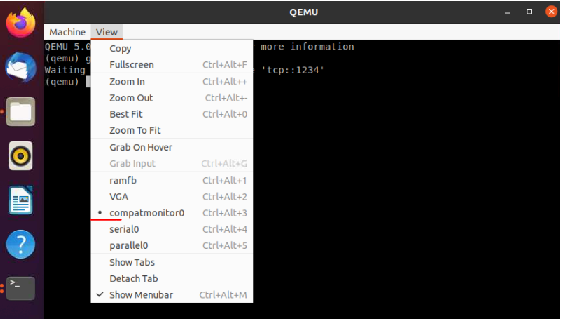 QEMU
Machine View
QEMU 5.0 more information
(qemu) g
Waiting 'tcp::1234'
(qemu)
Copy
Fullscreen Ctrl+Alt+F
Zoom In Ctrl+Alt++
Zoom Out Ctrl+Alt+-
Best Fit Ctrl+Alt+0
Zoom To Fit
Grab On Hover
Grab Input Ctrl+Alt+G
ramfb Ctrl+Alt+1
VGA Ctrl+Alt+2
compatmonitor0 Ctrl+Alt+3
serial0 Ctrl+Alt+4
parallel0 Ctrl+Alt+5
Show Tabs
Detach Tab
Show Menubar Ctrl+Alt+M